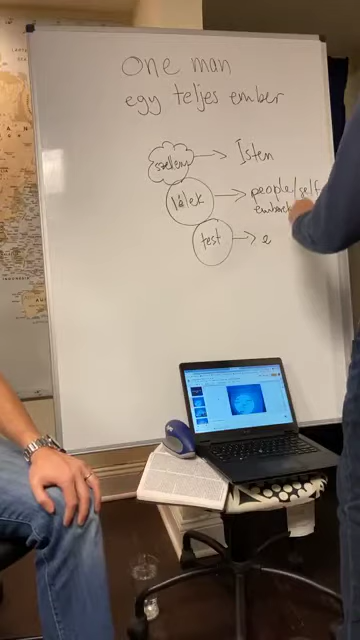 One man
egy teljes ember
szellem → Isten
lélek → people/self
test → e